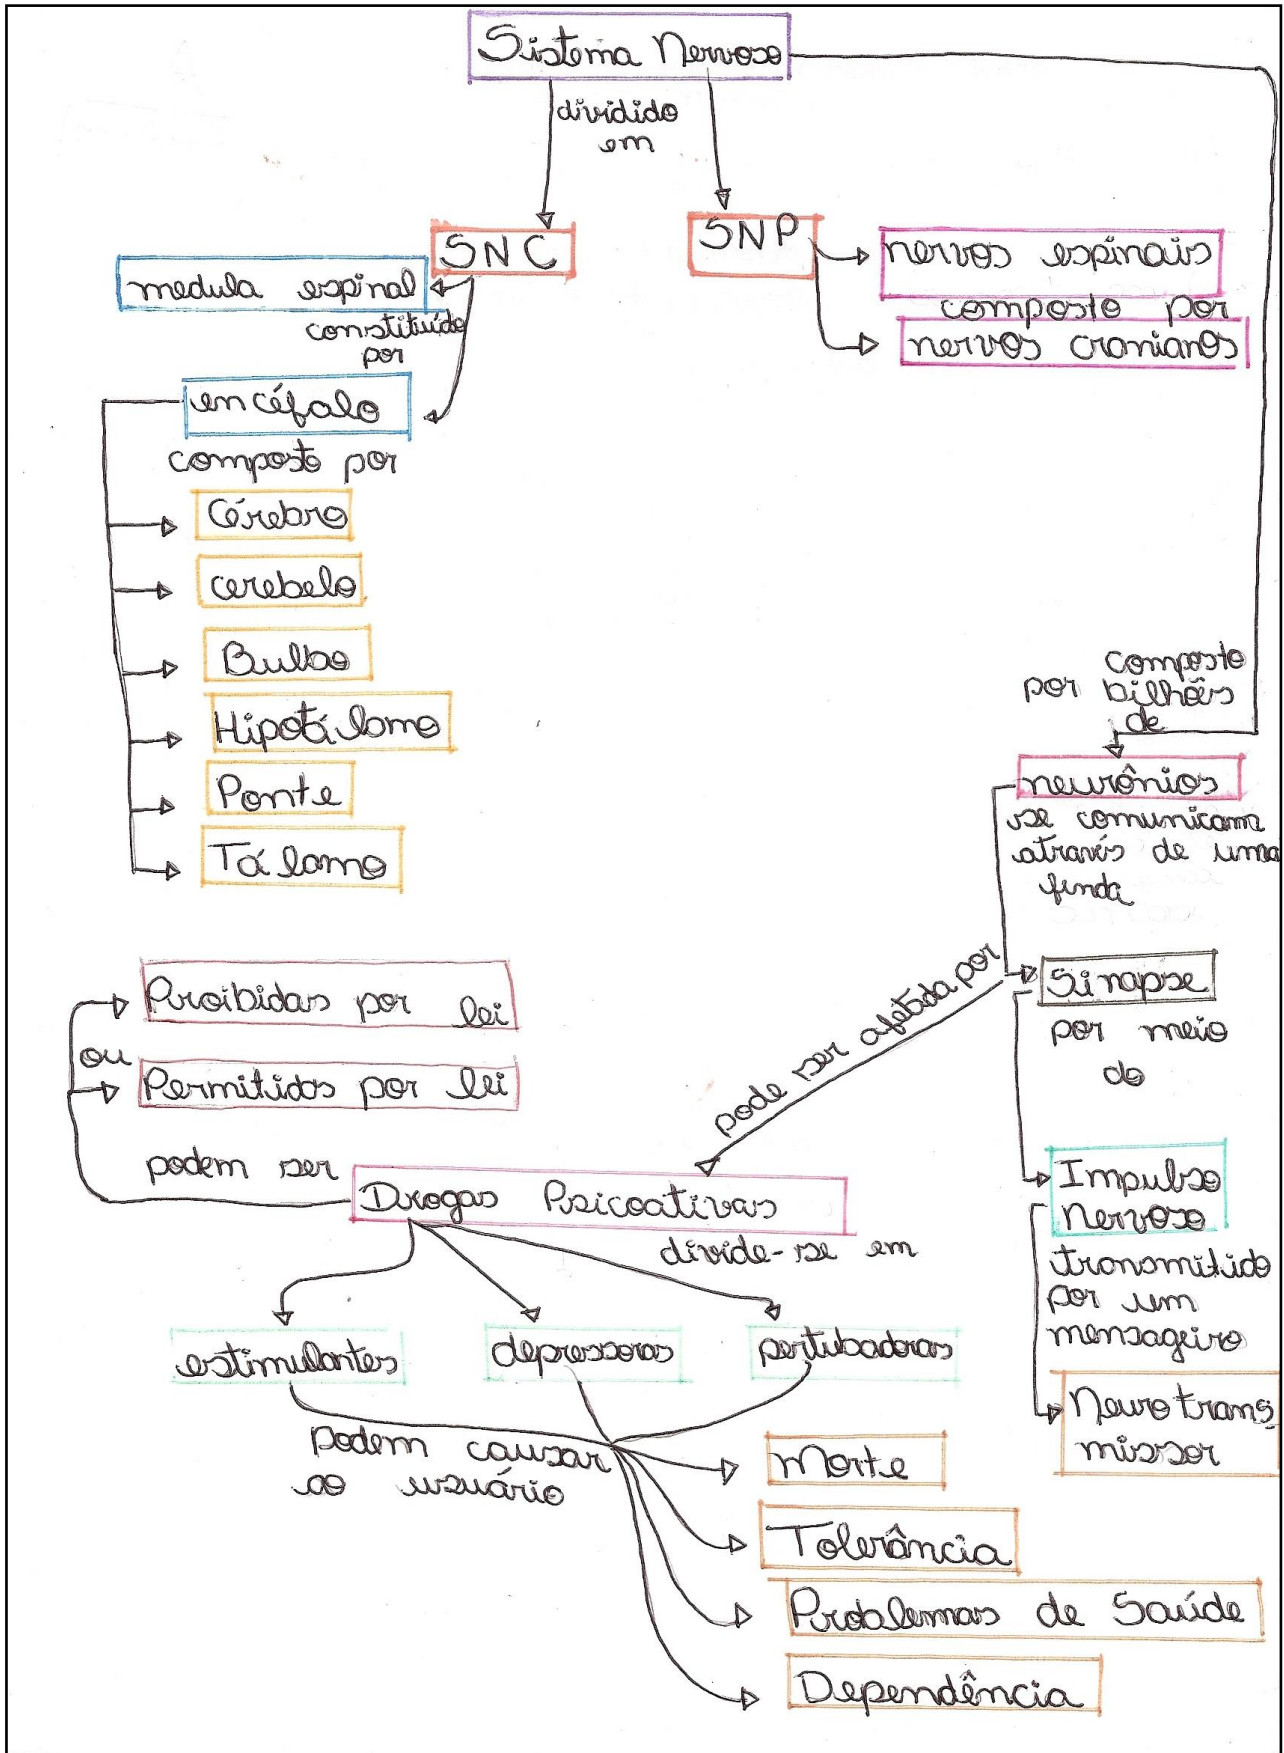 Sistema Nervoso
dividido
em
SNC
SNP
nervos espinais
composto por
nervos cranianos
medula espinal
constituído
por
encéfalo
composto por
Cérebro
cerebelo
Bulbo
Hipotálamo
Ponte
Tálamo
composto
por bilhões
de
neurônios
se comunicam
através de uma
fenda
Sinapse
por meio
do
Impulso
Nervoso
transmitido
por um
mensageiro
Neurotrans
missor
pode ser afetada por
Proibidas por lei
ou
Permitidas por lei
podem ser
Drogas Psicoativas
divide-se em
estimulantes
depressoras
pertubadoras
Podem causar
ao usuário
Morte
Tolerância
Problemas de Saúde
Dependência